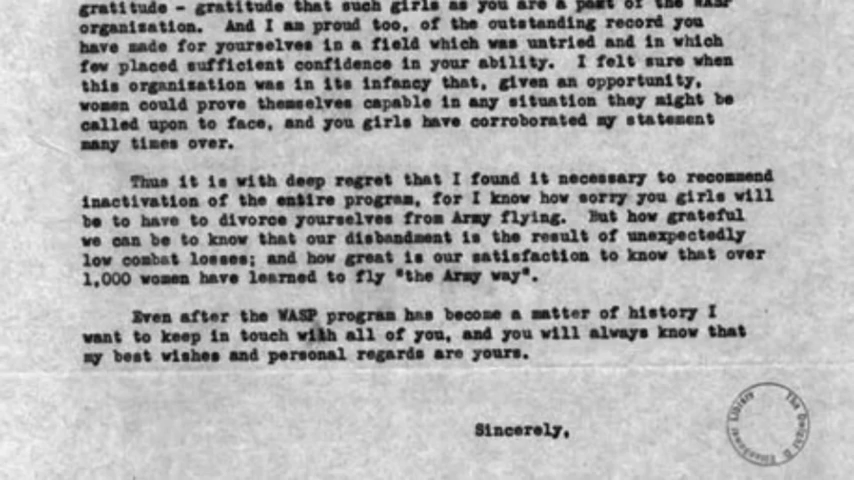 gratitude - gratitude that such girls as you are a part of the WASP
organization. And I am proud too, of the outstanding record you
have made for yourselves in a field which was untried and in which
few placed sufficient confidence in your ability. I felt sure when
this organization was in its infancy that, given an opportunity,
women could prove themselves capable in any situation they might be
called upon to face, and you girls have corroborated my statement
many times over.
Thus it is with deep regret that I found it necessary to recommend
inactivation of the entire program, for I know how sorry you girls will
be to have to divorce yourselves from Army flying. But how grateful
we can be to know that our disbandment is the result of unexpectedly
low combat losses; and how great is our satisfaction to know that over
1,000 women have learned to fly "the Army way".
Even after the WASP program has become a matter of history I
want to keep in touch with all of you, and you will always know that
my best wishes and personal regards are yours.
Sincerely,
The Dwight D. Eisenhower Library